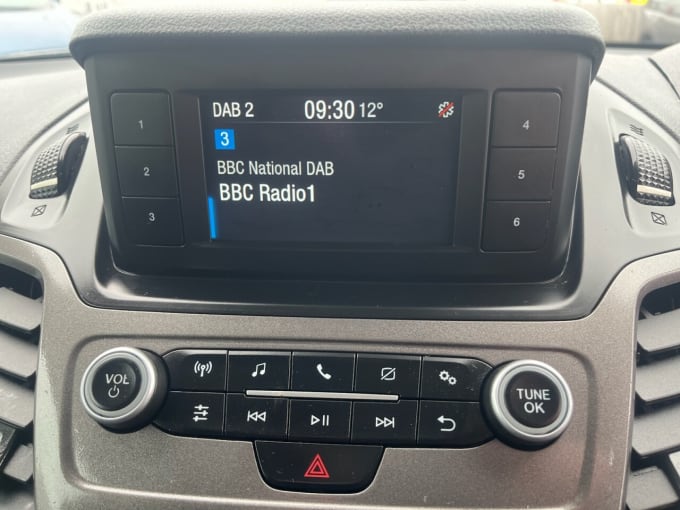 DAB 2 09:30 12°
3
BBC National DAB
BBC Radio1
1
2
3
4
5
6
VOL
TUNE
OK